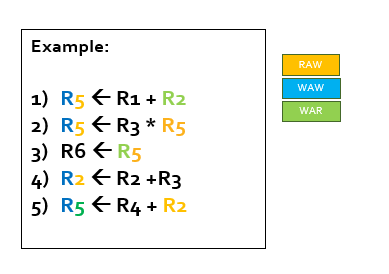 Example:
RAW
WAW
WAR
1) R5 ← R1 + R2
2) R5 ← R3 * R5
3) R6 ← R5
4) R2 ← R2 +R3
5) R5 ← R4 + R2